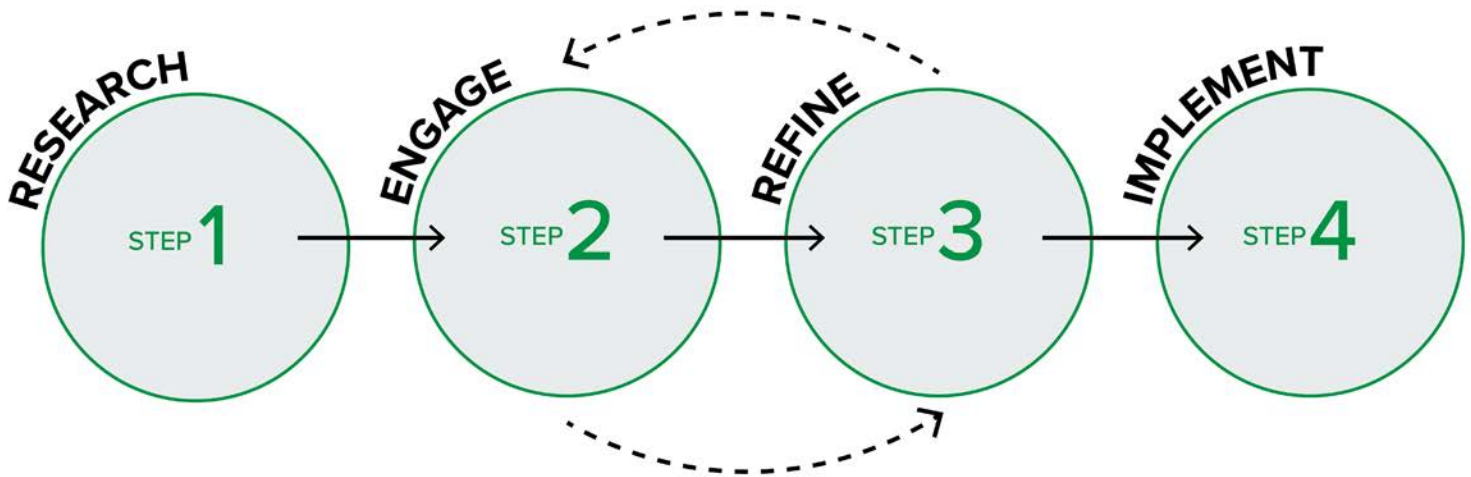 RESEARCH
STEP 1
ENGAGE
STEP 2
REFINE
STEP 3
IMPLEMENT
STEP 4